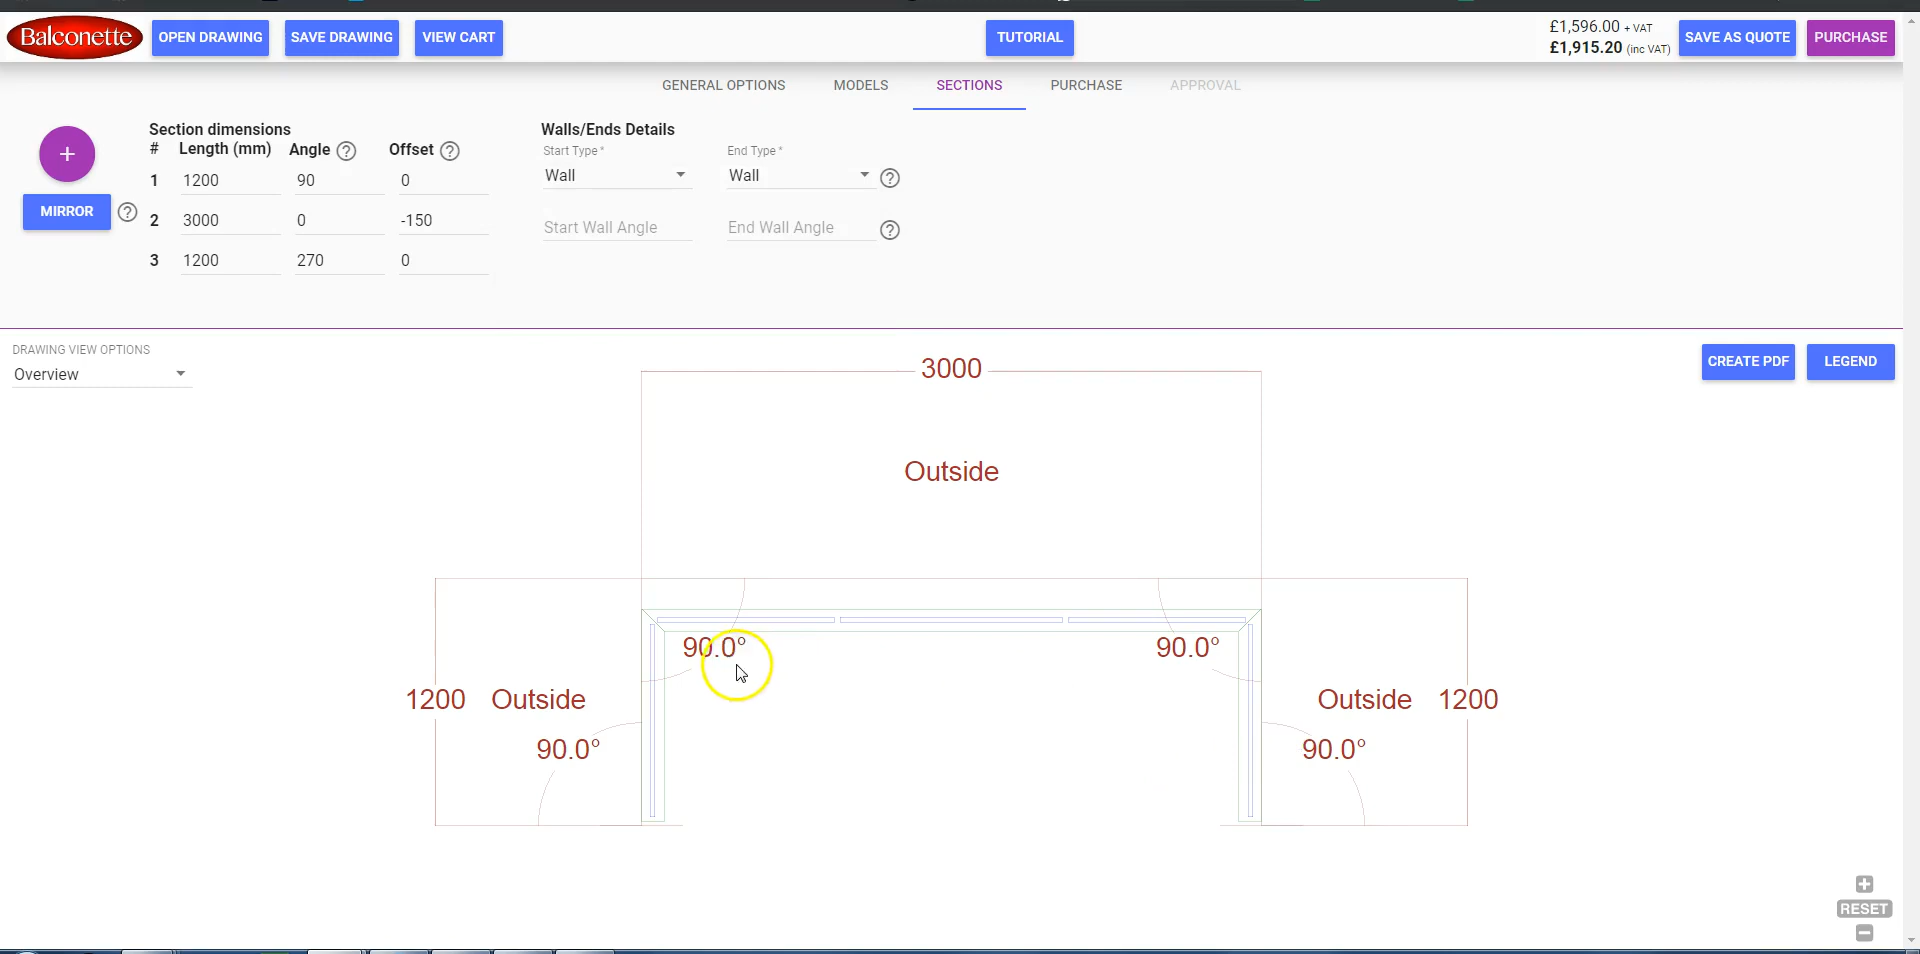 Balconette
OPEN DRAWING
SAVE DRAWING
VIEW CART
TUTORIAL
£1,596.00 + VAT
£1,915.20 (inc VAT)
SAVE AS QUOTE
PURCHASE
GENERAL OPTIONS
MODELS
SECTIONS
PURCHASE
APPROVAL
+
MIRROR ?
Section dimensions
# Length (mm) Angle ? Offset ?
1 1200 90 0
2 3000 0 -150
3 1200 270 0
Walls/Ends Details
Start Type * End Type *
Wall Wall ?
Start Wall Angle End Wall Angle ?
DRAWING VIEW OPTIONS
Overview
CREATE PDF
LEGEND
3000
Outside
90.0° 90.0°
1200 Outside Outside 1200
90.0° 90.0°
+
RESET
−